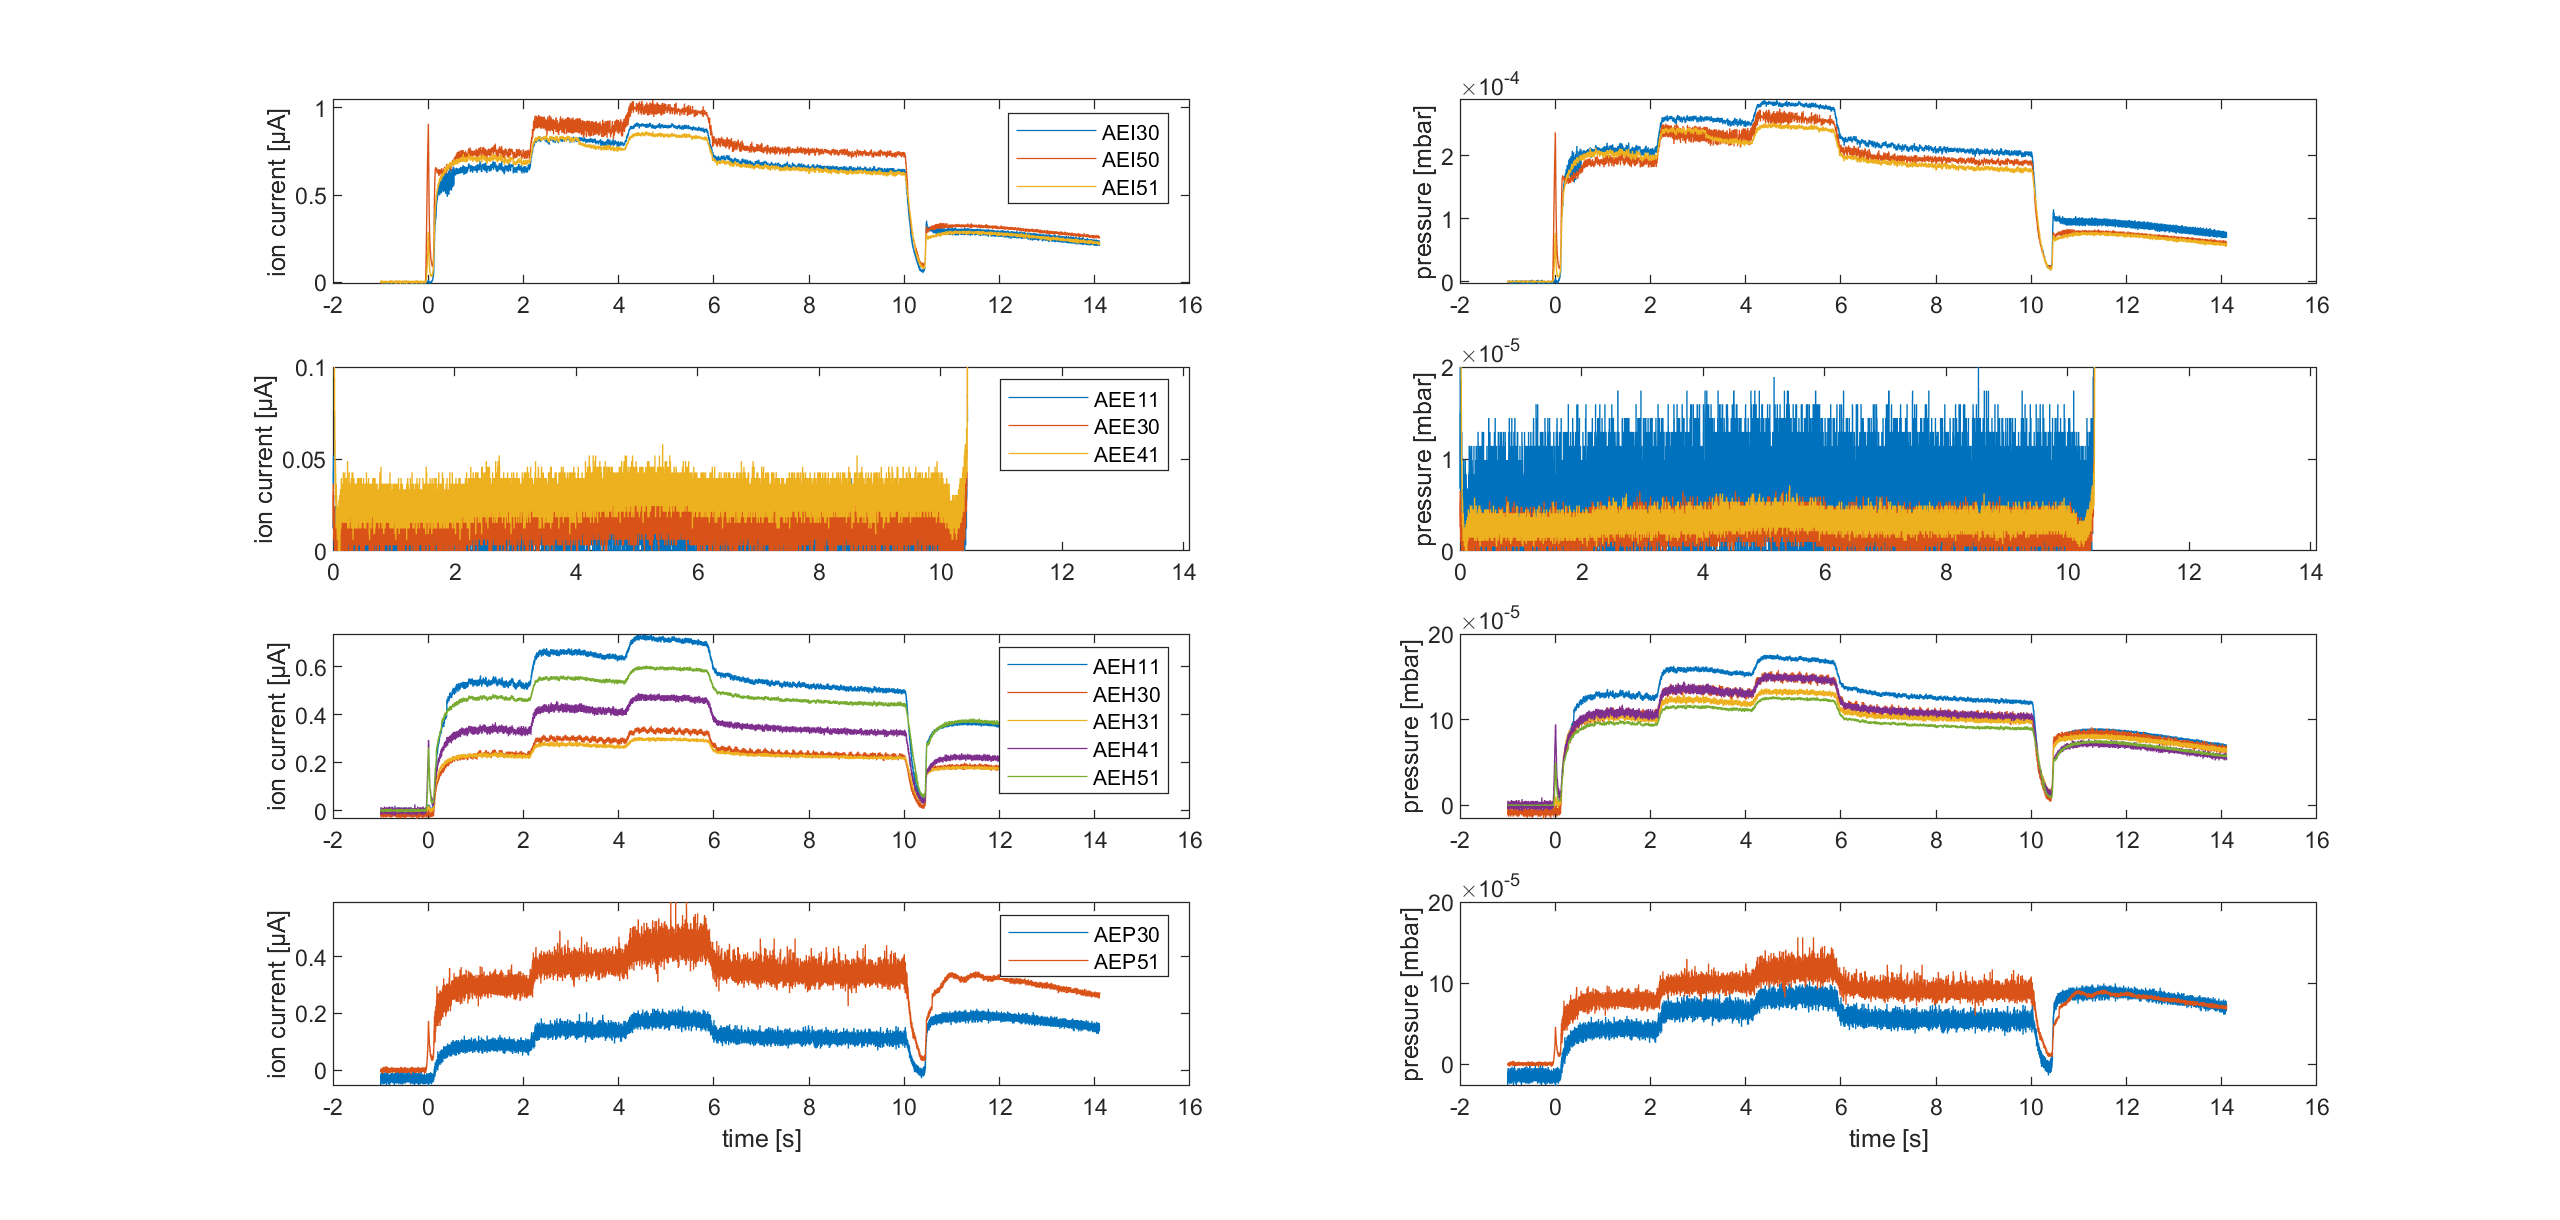 ×10-4
1
0.5
0
ion current [μA]
AEI30
AEI50
AEI51
-2 0 2 4 6 8 10 12 14 16
2
1
0
pressure [mbar]
-2 0 2 4 6 8 10 12 14 16
×10-5
0.1
0.05
0
ion current [μA]
AEE11
AEE30
AEE41
0 2 4 6 8 10 12 14
2
1
0
pressure [mbar]
0 2 4 6 8 10 12 14
×10-5
0.6
0.4
0.2
0
ion current [μA]
AEH11
AEH30
AEH31
AEH41
AEH51
-2 0 2 4 6 8 10 12 14 16
20
10
0
pressure [mbar]
-2 0 2 4 6 8 10 12 14 16
×10-5
0.4
0.2
0
ion current [μA]
AEP30
AEP51
-2 0 2 4 6 8 10 12 14 16
time [s]
20
10
0
pressure [mbar]
-2 0 2 4 6 8 10 12 14 16
time [s]